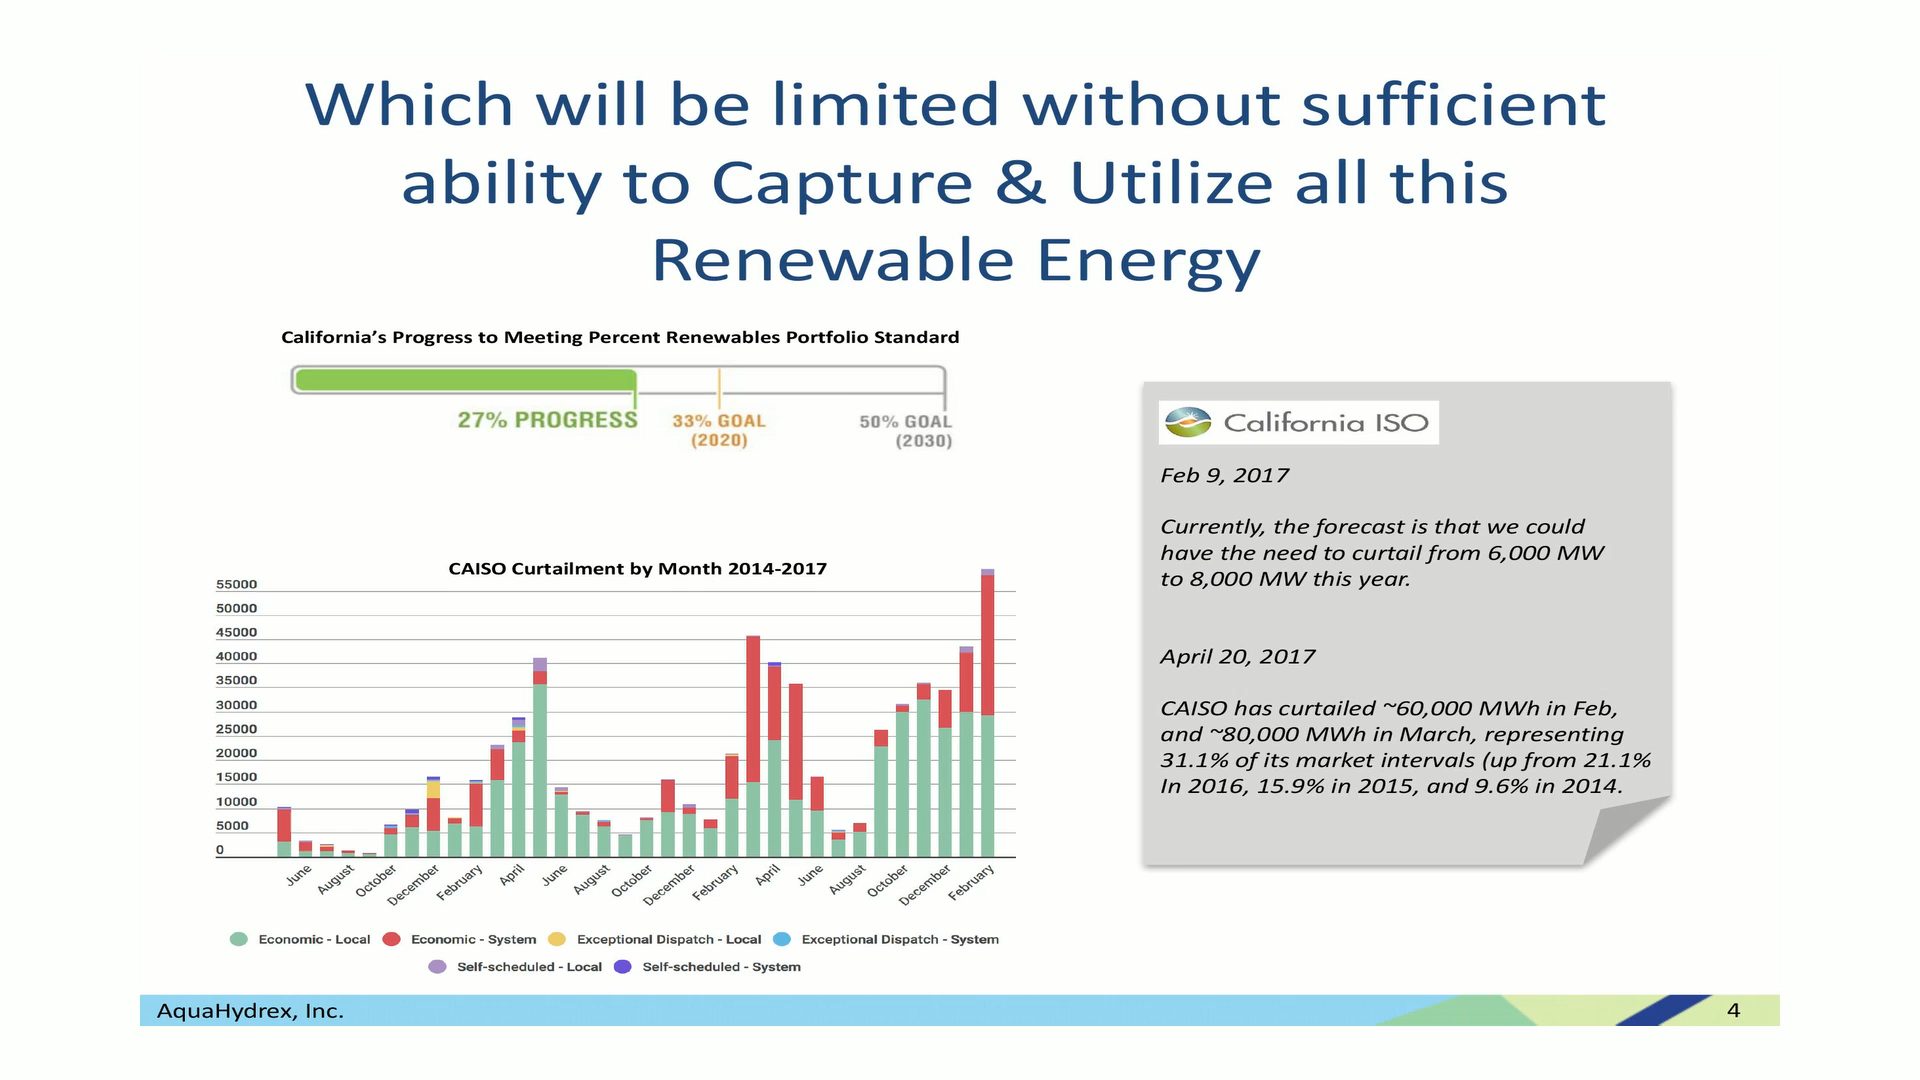 Which will be limited without sufficient
ability to Capture & Utilize all this
Renewable Energy
California's Progress to Meeting Percent Renewables Portfolio Standard
27% PROGRESS
33% GOAL
(2020)
50% GOAL
(2030)
CAISO Curtailment by Month 2014-2017
55000
50000
45000
40000
35000
30000
25000
20000
15000
10000
5000
0
June
August
October
December
February
April
June
August
October
December
February
April
June
August
October
December
February
Economic - Local
Economic - System
Exceptional Dispatch - Local
Exceptional Dispatch - System
Self-scheduled - Local
Self-scheduled - System
California ISO
Feb 9, 2017
Currently, the forecast is that we could
have the need to curtail from 6,000 MW
to 8,000 MW this year.
April 20, 2017
CAISO has curtailed ~60,000 MWh in Feb,
and ~80,000 MWh in March, representing
31.1% of its market intervals (up from 21.1%
In 2016, 15.9% in 2015, and 9.6% in 2014.
AquaHydrex, Inc.
4